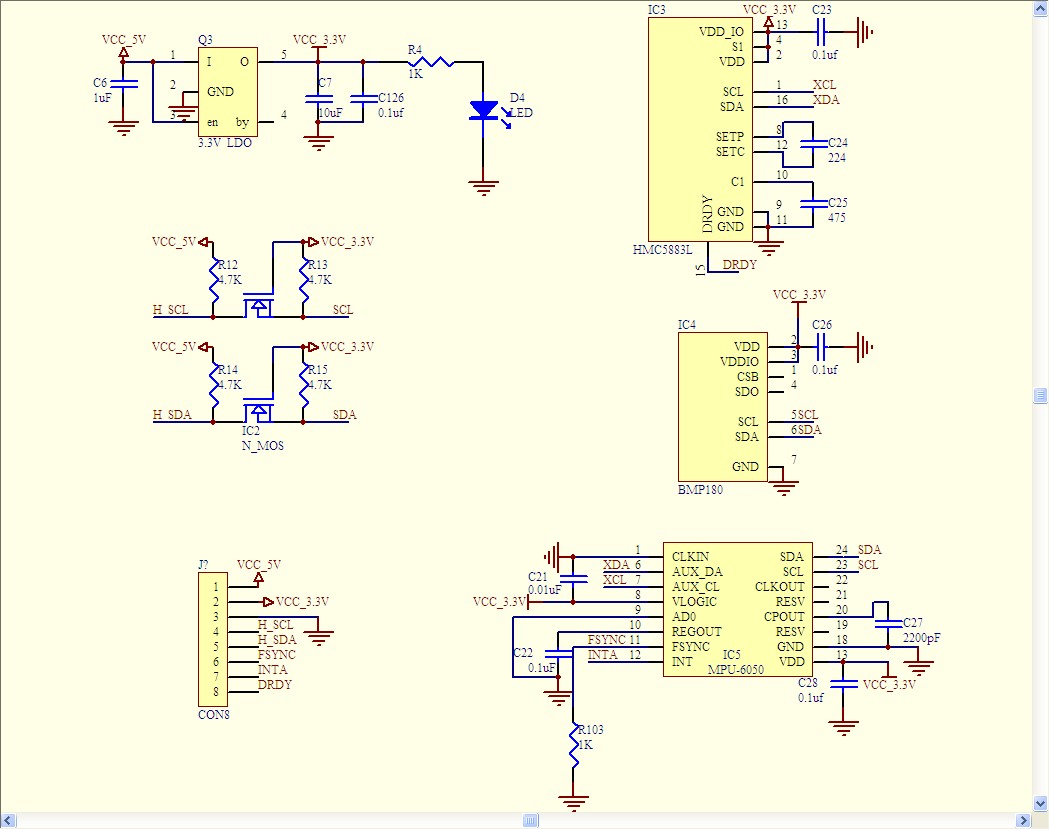 VCC_5V
C6
1uF
Q3
1
I
O
5
2
GND
3
en
by
4
3.3V LDO
VCC_3.3V
C7
10uF
C126
0.1uf
R4
1K
D4
LED
VCC_5V
VCC_3.3V
R12
4.7K
R13
4.7K
H_SCL
SCL
VCC_5V
VCC_3.3V
R14
4.7K
R15
4.7K
H_SDA
SDA
IC2
N_MOS
IC3
VCC_3.3V
C23
0.1uf
VDD_IO 13
S1 4
VDD 2
SCL 1 XCL
SDA 16 XDA
SETP 8
SETC 12
C24
224
C1 10
GND 9
GND 11
C25
475
DRDY
15
DRDY
HMC5883L
VCC_3.3V
IC4
C26
0.1uf
VDD 2
VDDIO 3
CSB 1
SDO 4
SCL 5 SCL
SDA 6 SDA
GND 7
BMP180
J?
VCC_5V
1
2 VCC_3.3V
3
4 H_SCL
5 H_SDA
6 FSYNC
7 INTA
8 DRDY
CON8
C21
0.01uF
VCC_3.3V
1 CLKIN
XDA 6 AUX_DA
XCL 7 AUX_CL
8 VLOGIC
9 AD0
10 REGOUT
FSYNC 11 FSYNC
INTA 12 INT
C22
0.1uF
R103
1K
IC5
MPU-6050
SDA 24 SDA
SCL 23 SCL
CLKOUT 22
RESV 21
CPOUT 20
RESV 19
GND 18
VDD 13
C27
2200pF
C28
0.1uf
VCC_3.3V